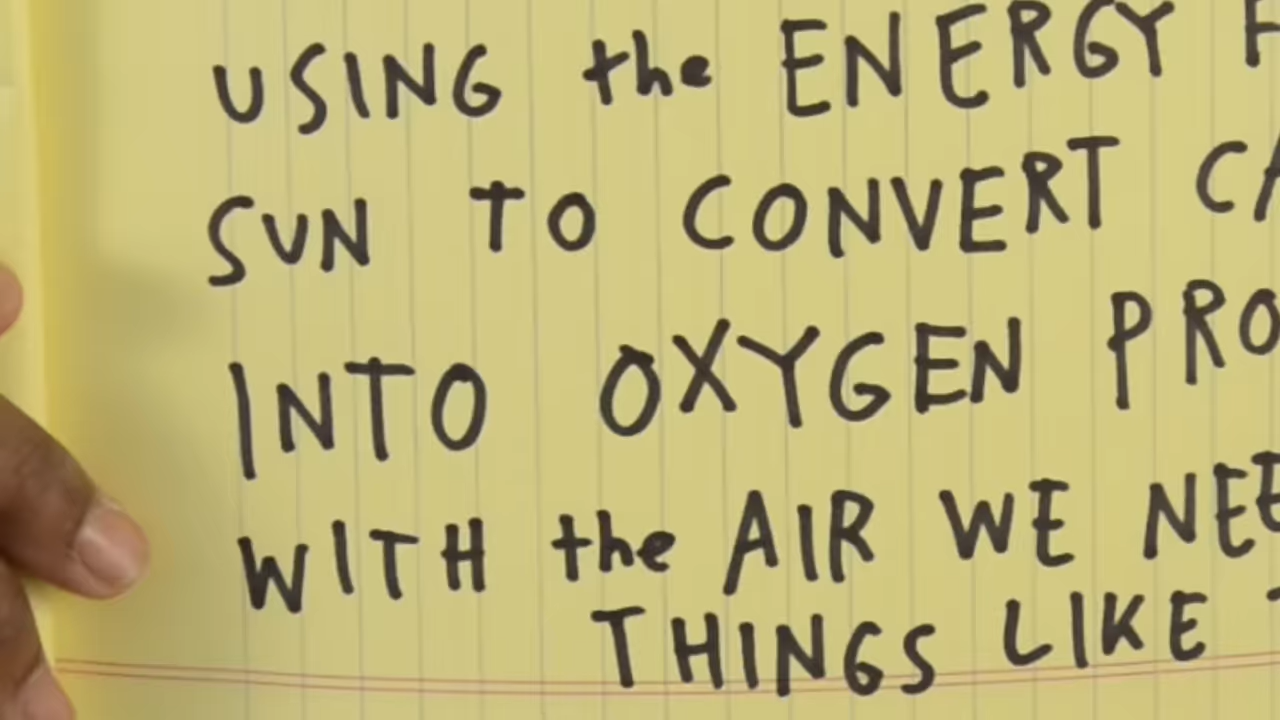 USING the ENERGY
SUN TO CONVERT
INTO OXYGEN
WITH the AIR WE
THINGS LIKE